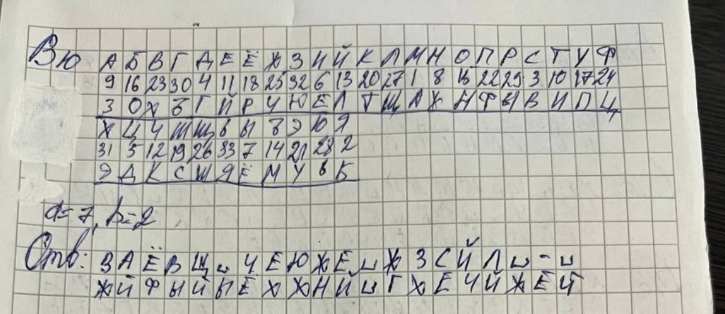 Вю А Б В Г Д Е Ё Ж З И Й К Л М Н О П Р С Т У Ф
9 16 23 30 4 11 18 25 32 6 13 20 27 1 8 15 22 29 3 10 17 24
З О Х Ъ Г Й Р Ч Ю Е Л Т Щ А Ж Н Ф Ы В И П Ц
Х Ц Ч Ш Щ Ь Ы Ъ Э Ю Я
31 5 12 19 26 33 7 14 21 28 2
Э Д К С Ш Я Ё М У Ь Б
a=7, b=2
Отв: З А Ё В Щ ␣ Ч Е Ю Ж Е ␣ Ж З С Й Л ␣ - ␣
Ж Й Ф Ы Й Ы Ё Х Ж Н Й ␣ Г Х Е Ч Й Ж Ё Й